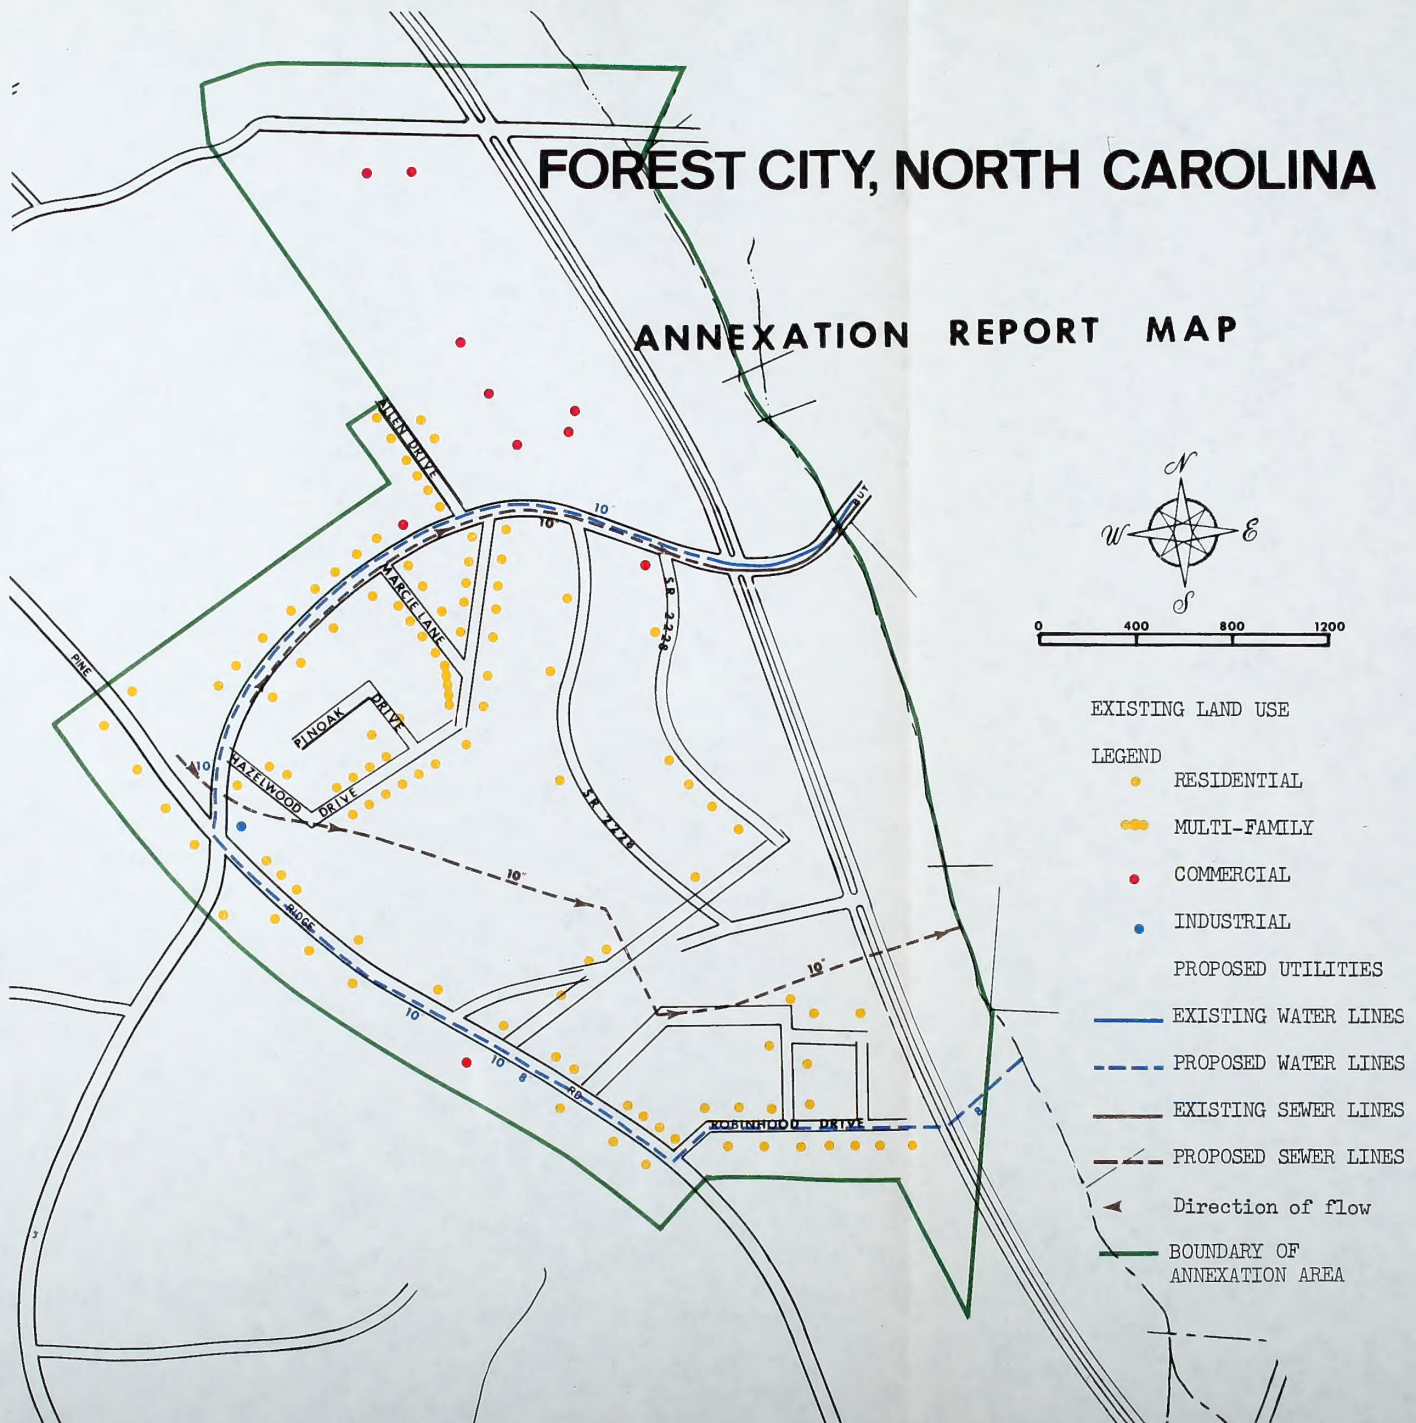 FOREST CITY, NORTH CAROLINA
ANNEXATION REPORT MAP
ALLEN DRIVE
BUT
10"
10"
N
W
E
S
MARCIE LANE
SR 2228
0 400 800 1200
PINE
PINOAK DRIVE
EXISTING LAND USE
LEGEND
RESIDENTIAL
MULTI-FAMILY
COMMERCIAL
INDUSTRIAL
PROPOSED UTILITIES
EXISTING WATER LINES
PROPOSED WATER LINES
EXISTING SEWER LINES
PROPOSED SEWER LINES
Direction of flow
BOUNDARY OF
ANNEXATION AREA
10
HAZELWOOD DRIVE
SR 2228
10"
RIDGE
10"
10
10
8
RD.
8
ROBINHOOD DRIVE